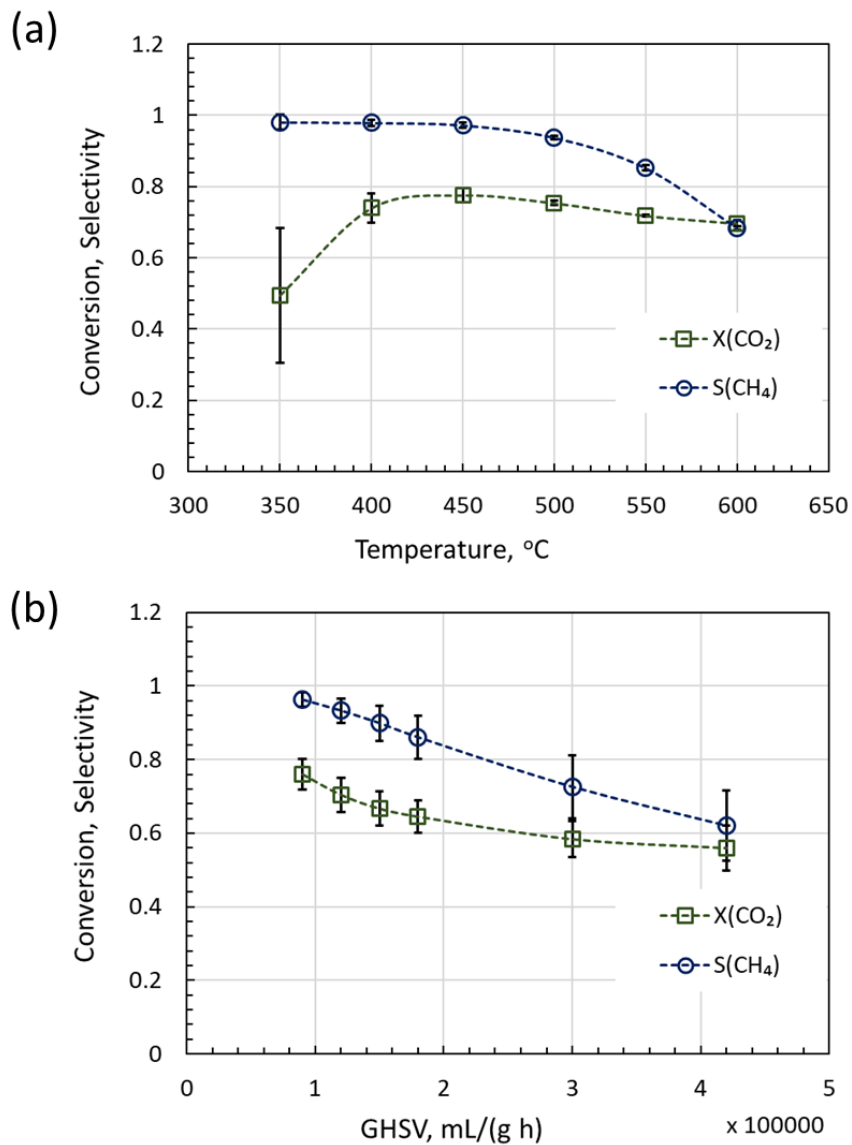 (a)
1.2
1
0.8
0.6
0.4
0.2
0
Conversion, Selectivity
X(CO₂)
S(CH₄)
300 350 400 450 500 550 600 650
Temperature, °C
(b)
1.2
1
0.8
0.6
0.4
0.2
0
Conversion, Selectivity
X(CO₂)
S(CH₄)
0 1 2 3 4 5
GHSV, mL/(g h)
x 100000